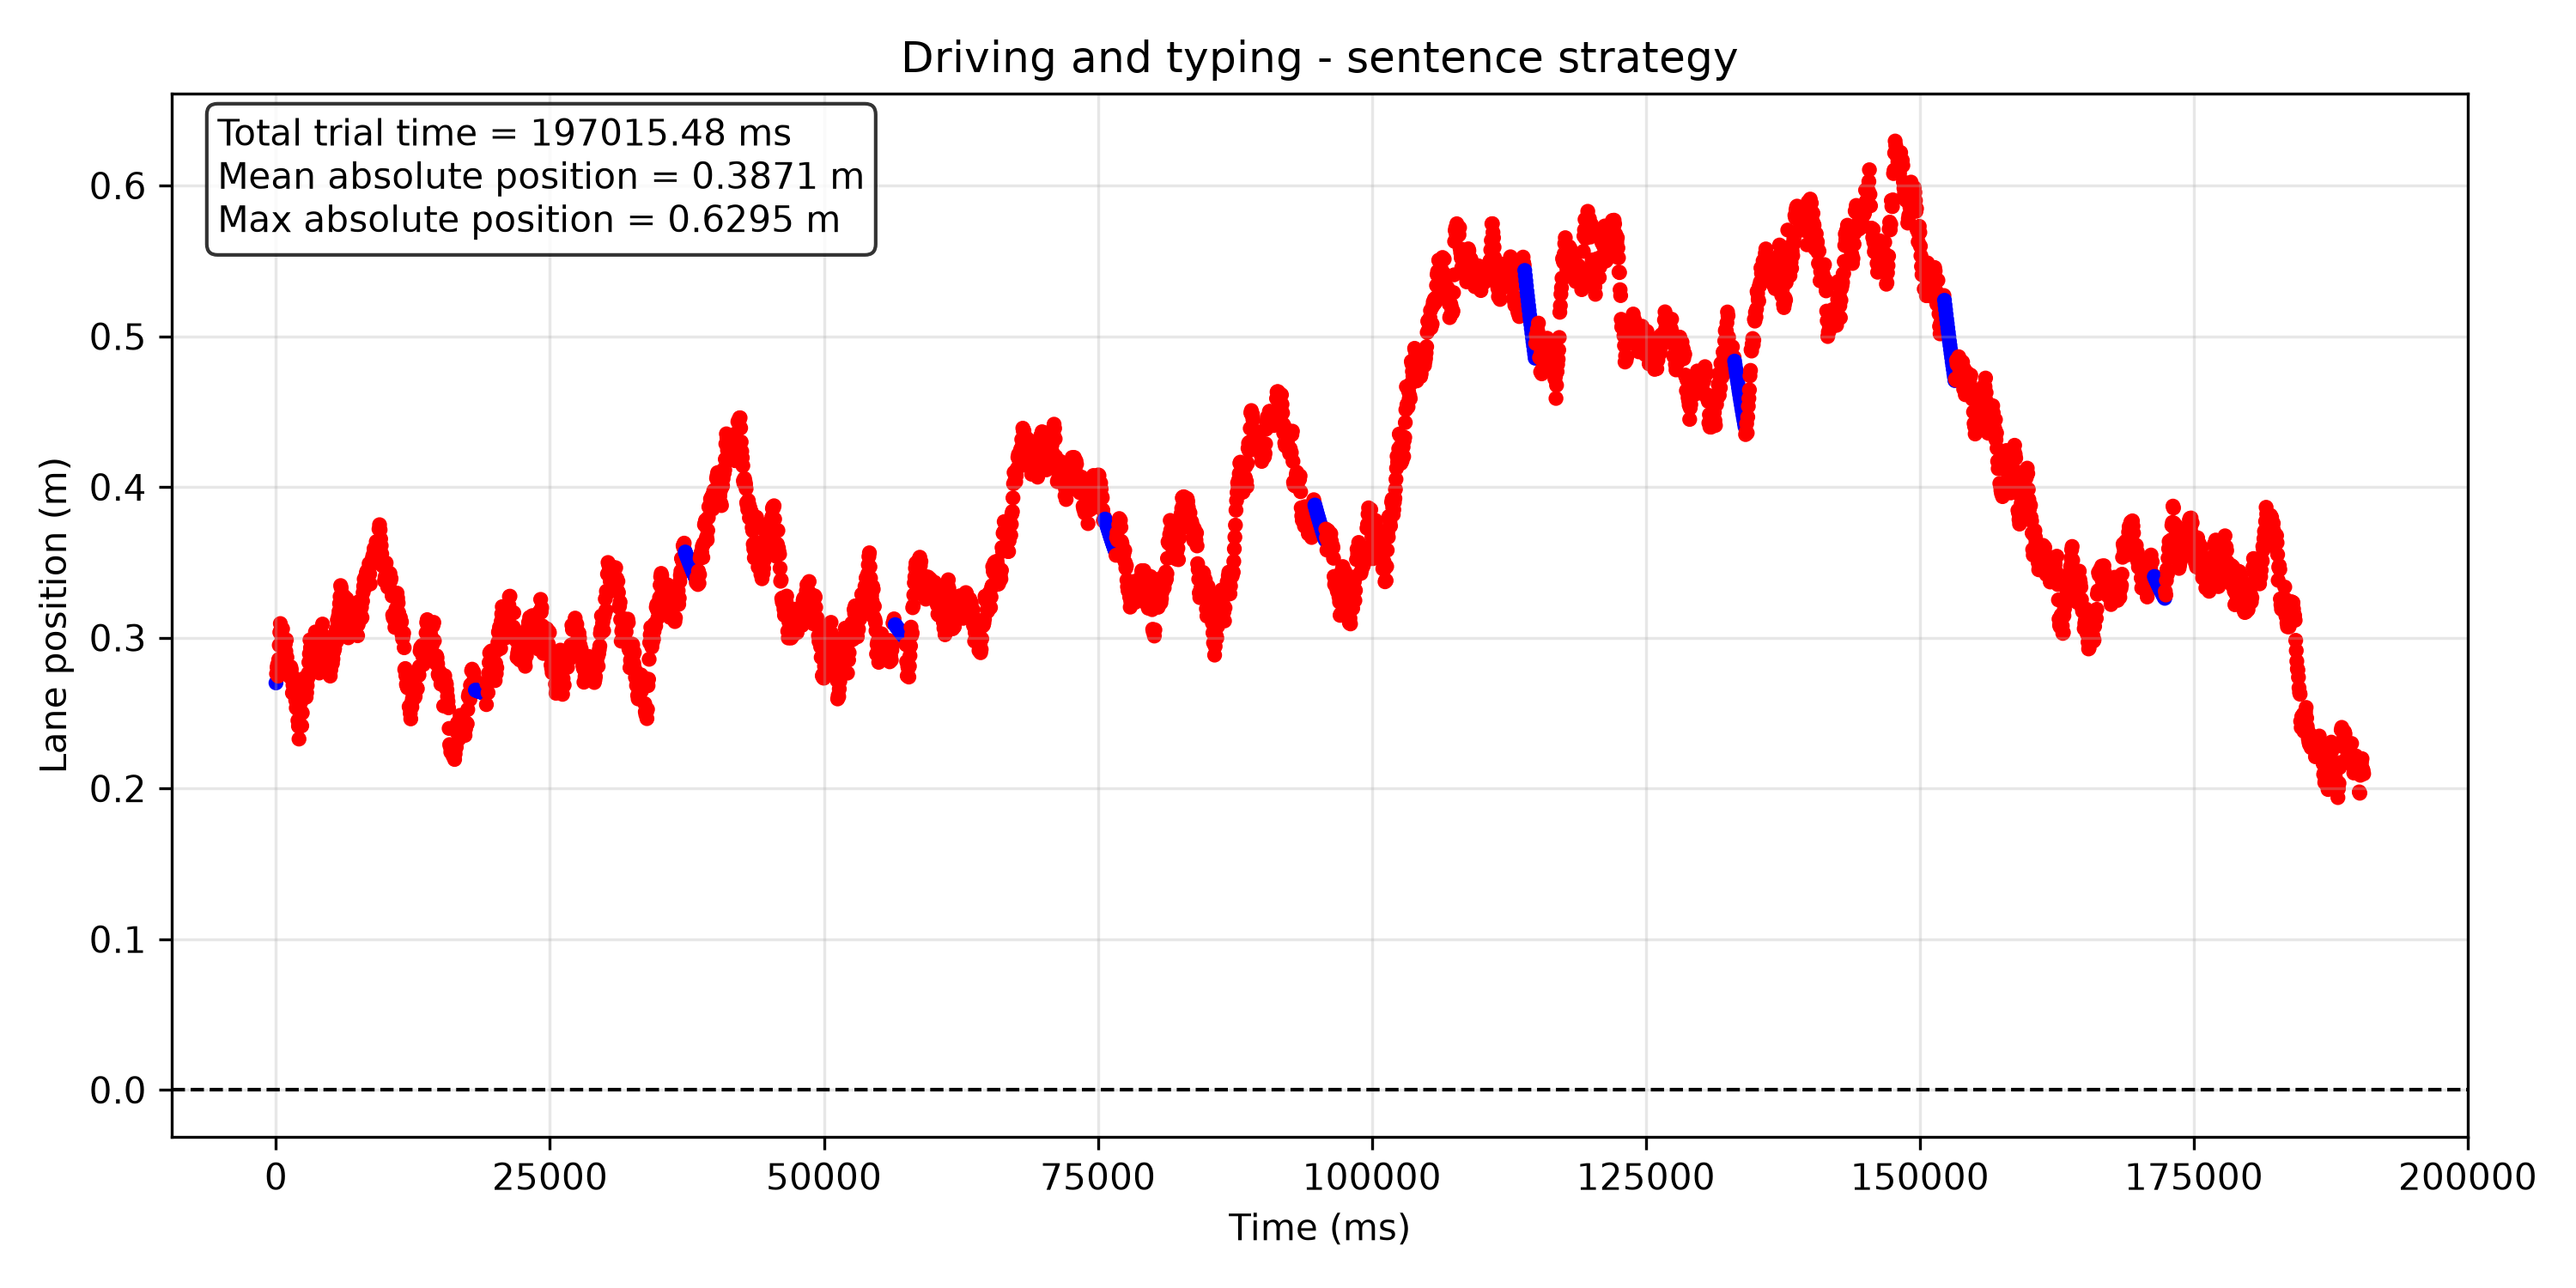 Driving and typing - sentence strategy
Total trial time = 197015.48 ms
Mean absolute position = 0.3871 m
Max absolute position = 0.6295 m
Lane position (m)
0.6
0.5
0.4
0.3
0.2
0.1
0.0
0 25000 50000 75000 100000 125000 150000 175000 200000
Time (ms)